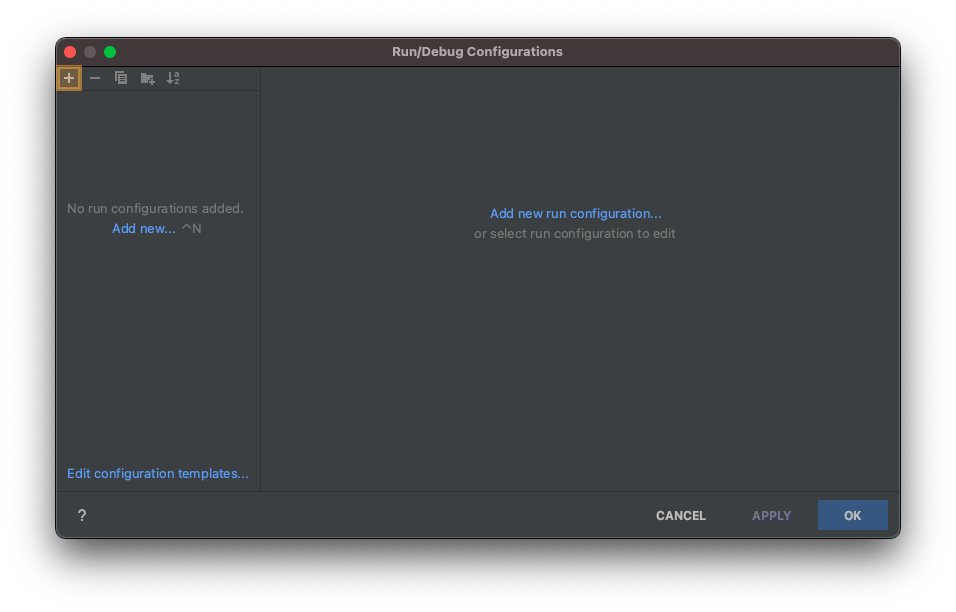 Run/Debug Configurations
No run configurations added.
Add new... ^N
Add new run configuration...
or select run configuration to edit
Edit configuration templates...
?
CANCEL
APPLY
OK